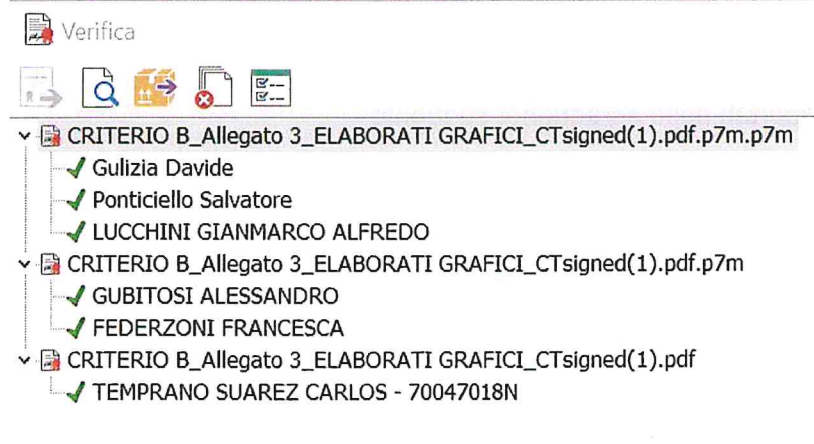 Verifica
CRITERIO B_Allegato 3_ELABORATI GRAFICI_CTsigned(1).pdf.p7m.p7m
Gulizia Davide
Ponticiello Salvatore
LUCCHINI GIANMARCO ALFREDO
CRITERIO B_Allegato 3_ELABORATI GRAFICI_CTsigned(1).pdf.p7m
GUBITOSI ALESSANDRO
FEDERZONI FRANCESCA
CRITERIO B_Allegato 3_ELABORATI GRAFICI_CTsigned(1).pdf
TEMPRANO SUAREZ CARLOS - 70047018N